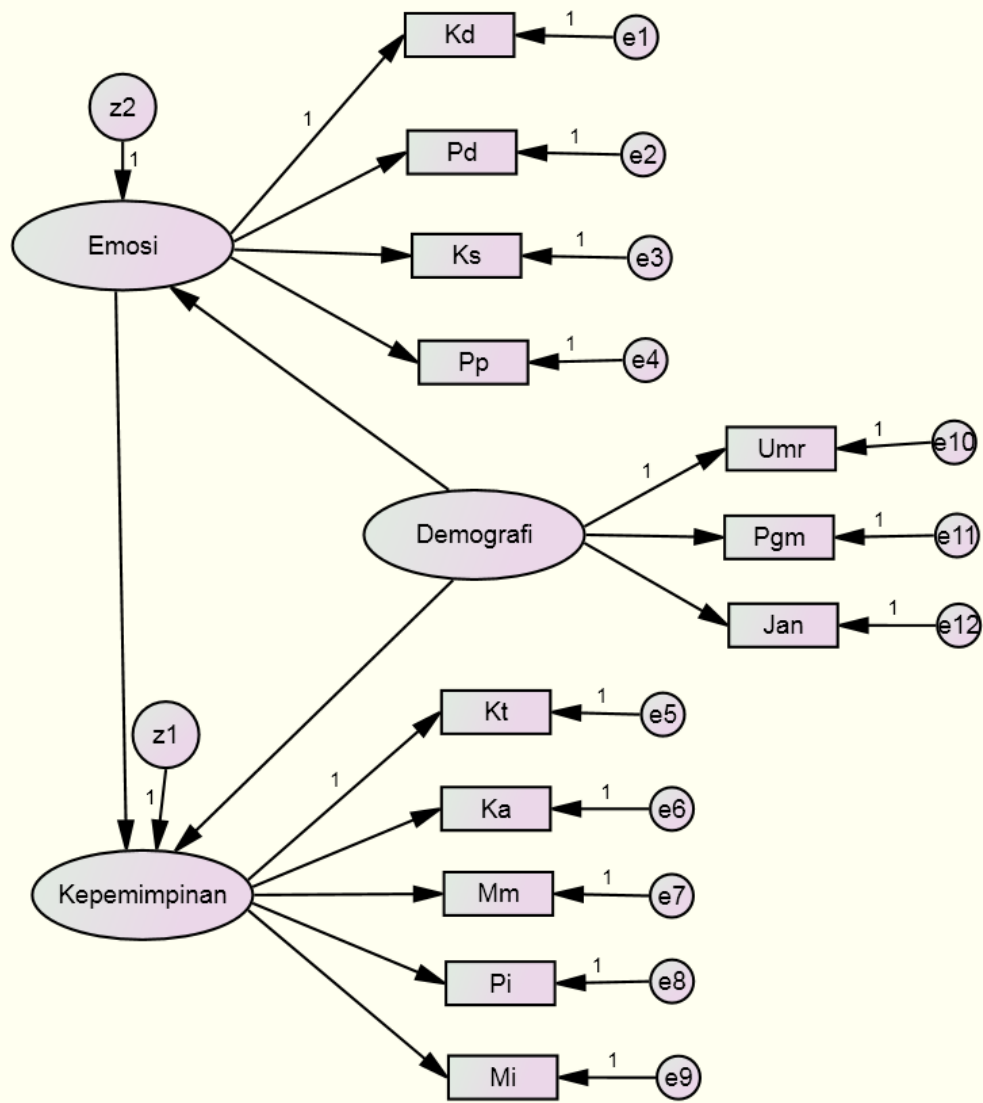 Kd
1
e1
z2
1
1
Pd
1
e2
Emosi
Ks
1
e3
Pp
1
e4
Umr
1
e10
1
Demografi
Pgm
1
e11
Jan
1
e12
Kt
1
e5
z1
1
1
Ka
1
e6
Kepemimpinan
Mm
1
e7
Pi
1
e8
Mi
1
e9